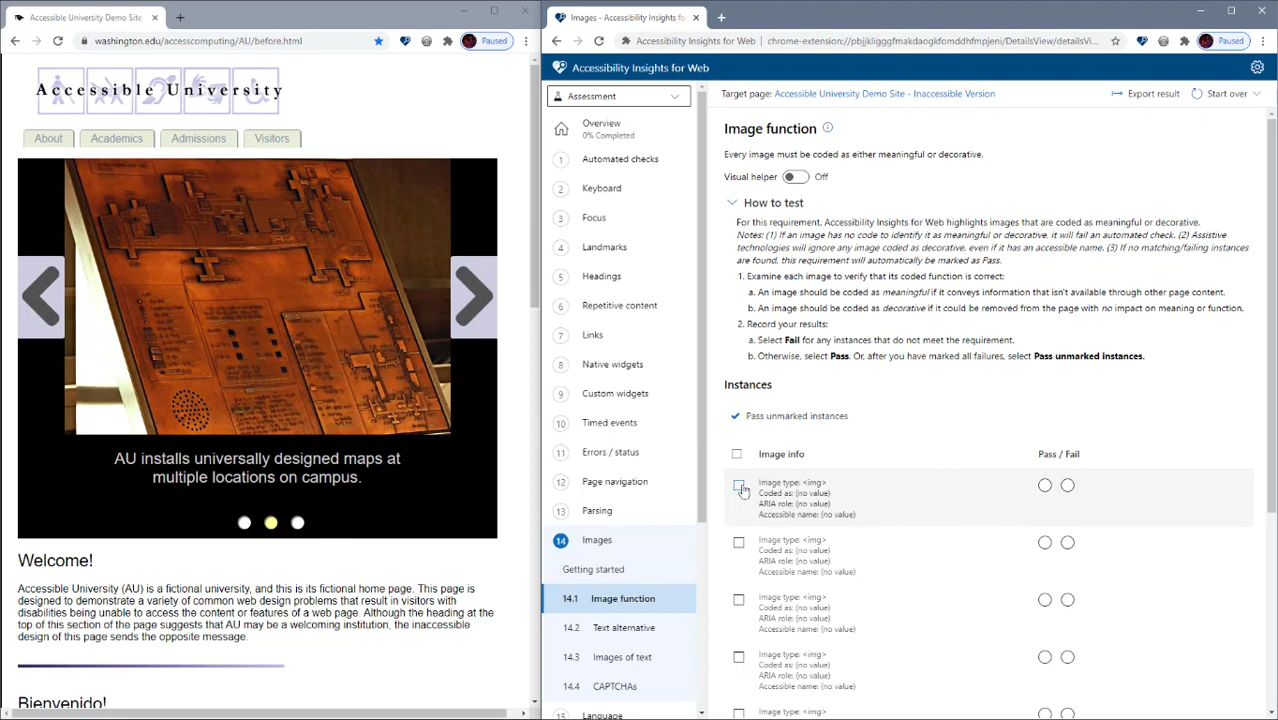 Accessible University Demo Site
washington.edu/accesscomputing/AU/before.html
Paused
Accessible University
About
Academics
Admissions
Visitors
AU installs universally designed maps at
multiple locations on campus.
Welcome!
Accessible University (AU) is a fictional university, and this is its fictional home page. This page is
designed to demonstrate a variety of common web design problems that result in visitors with
disabilities being unable to access the content or features of a web page. Although the heading at the
top of this section of the page suggests that AU may be a welcoming institution, the inaccessible
design of this page sends the opposite message.
Bienvenido!
Images - Accessibility Insights fo
Accessibility Insights for Web
chrome-extension://pbjjkligggfmakdaogkfomddhfmpjeni/DetailsView/detailsVi...
Paused
Accessibility Insights for Web
Assessment
Overview
0% Completed
1 Automated checks
2 Keyboard
3 Focus
4 Landmarks
5 Headings
6 Repetitive content
7 Links
8 Native widgets
9 Custom widgets
10 Timed events
11 Errors / status
12 Page navigation
13 Parsing
14 Images
Getting started
14.1 Image function
14.2 Text alternative
14.3 Images of text
14.4 CAPTCHAs
15 Language
Target page: Accessible University Demo Site - Inaccessible Version
Export result
Start over
Image function
Every image must be coded as either meaningful or decorative.
Visual helper
Off
How to test
For this requirement, Accessibility Insights for Web highlights images that are coded as meaningful or decorative.
Notes: (1) If an image has no code to identify it as meaningful or decorative, it will fail an automated check. (2) Assistive
technologies will ignore any image coded as decorative, even if it has an accessible name. (3) If no matching/failing instances
are found, this requirement will automatically be marked as Pass.
1. Examine each image to verify that its coded function is correct:
a. An image should be coded as meaningful if it conveys information that isn't available through other page content.
b. An image should be coded as decorative if it could be removed from the page with no impact on meaning or function.
2. Record your results:
a. Select Fail for any instances that do not meet the requirement.
b. Otherwise, select Pass. Or, after you have marked all failures, select Pass unmarked instances.
Instances
Pass unmarked instances
Image info
Pass / Fail
Image type: <img>
Coded as: (no value)
ARIA role: (no value)
Accessible name: (no value)
Image type: <img>
Coded as: (no value)
ARIA role: (no value)
Accessible name: (no value)
Image type: <img>
Coded as: (no value)
ARIA role: (no value)
Accessible name: (no value)
Image type: <img>
Coded as: (no value)
ARIA role: (no value)
Accessible name: (no value)
Image type: <img>